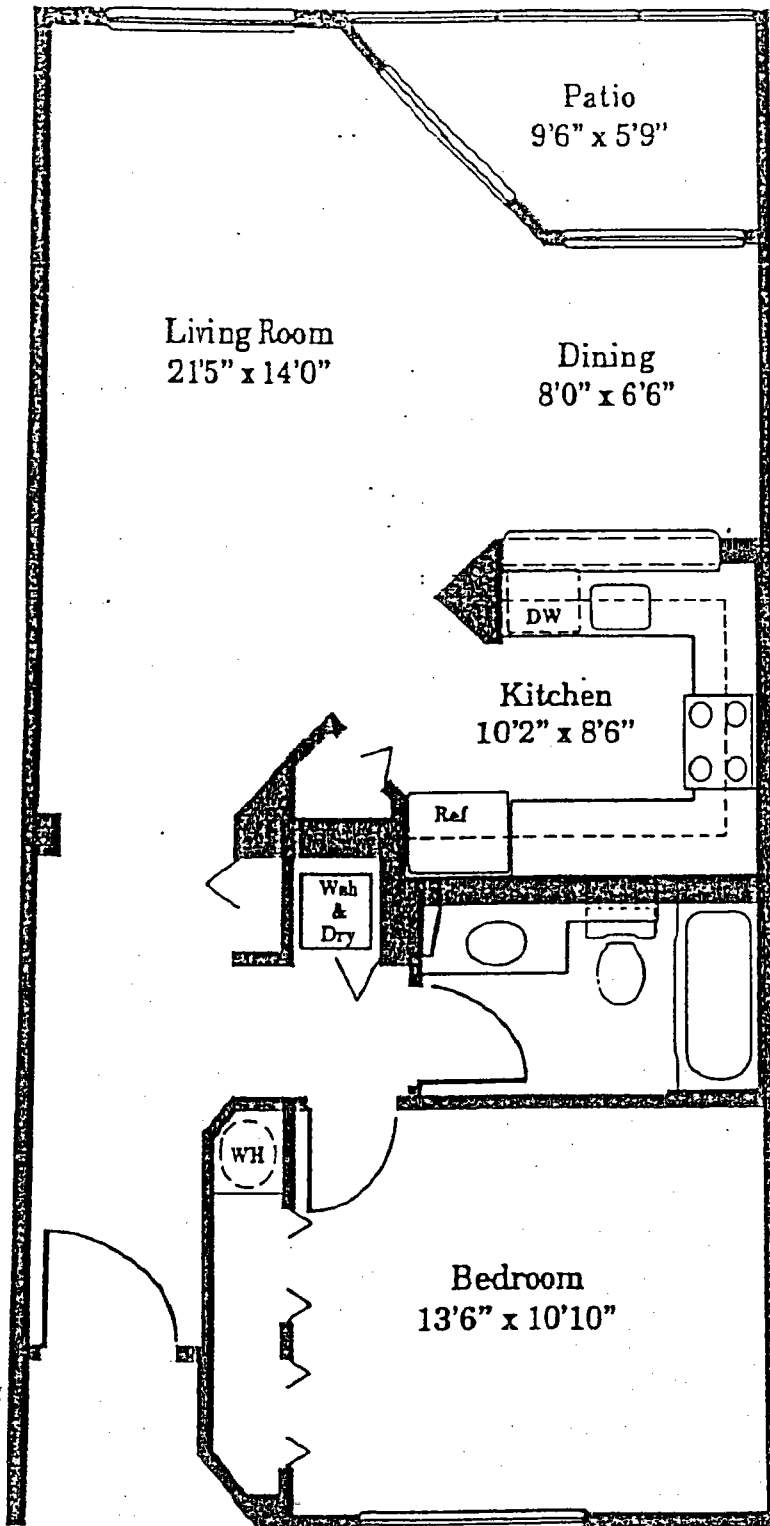 Patio
9'6" x 5'9"
Living Room
21'5" x 14'0"
Dining
8'0" x 6'6"
DW
Kitchen
10'2" x 8'6"
Ref
Wsh
&
Dry
WH
Bedroom
13'6" x 10'10"